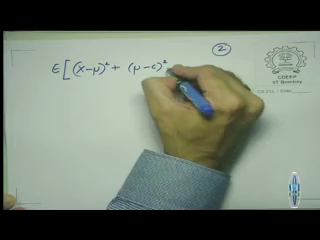 2
E [(X-μ)² + (μ-c)²
CDEEP
IIT Bombay